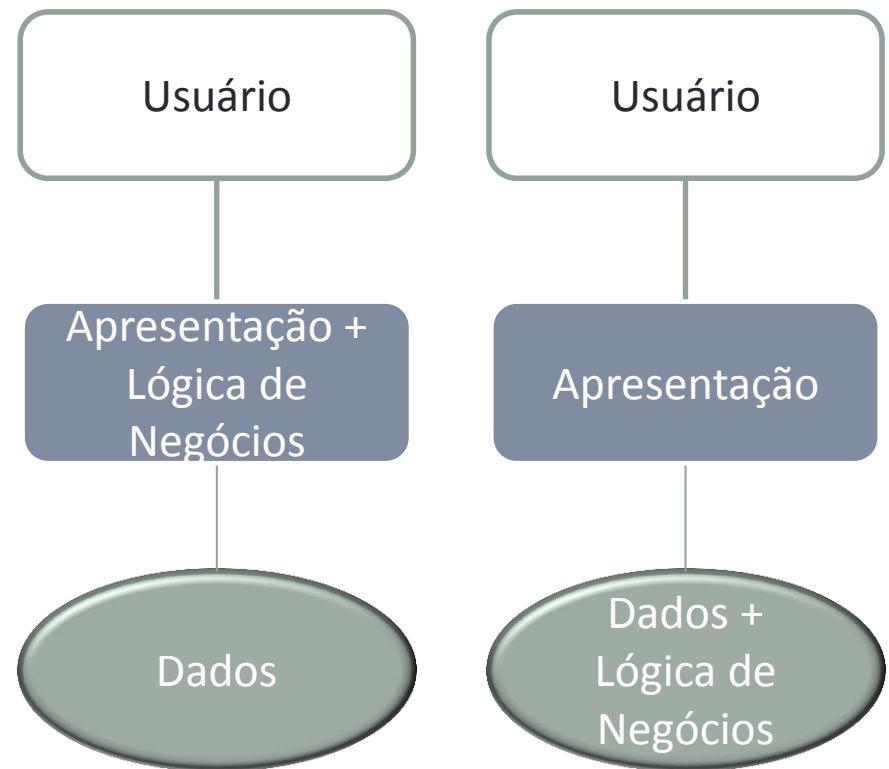 Usuário
Usuário
Apresentação +
Lógica de
Negócios
Apresentação
Dados
Dados +
Lógica de
Negócios